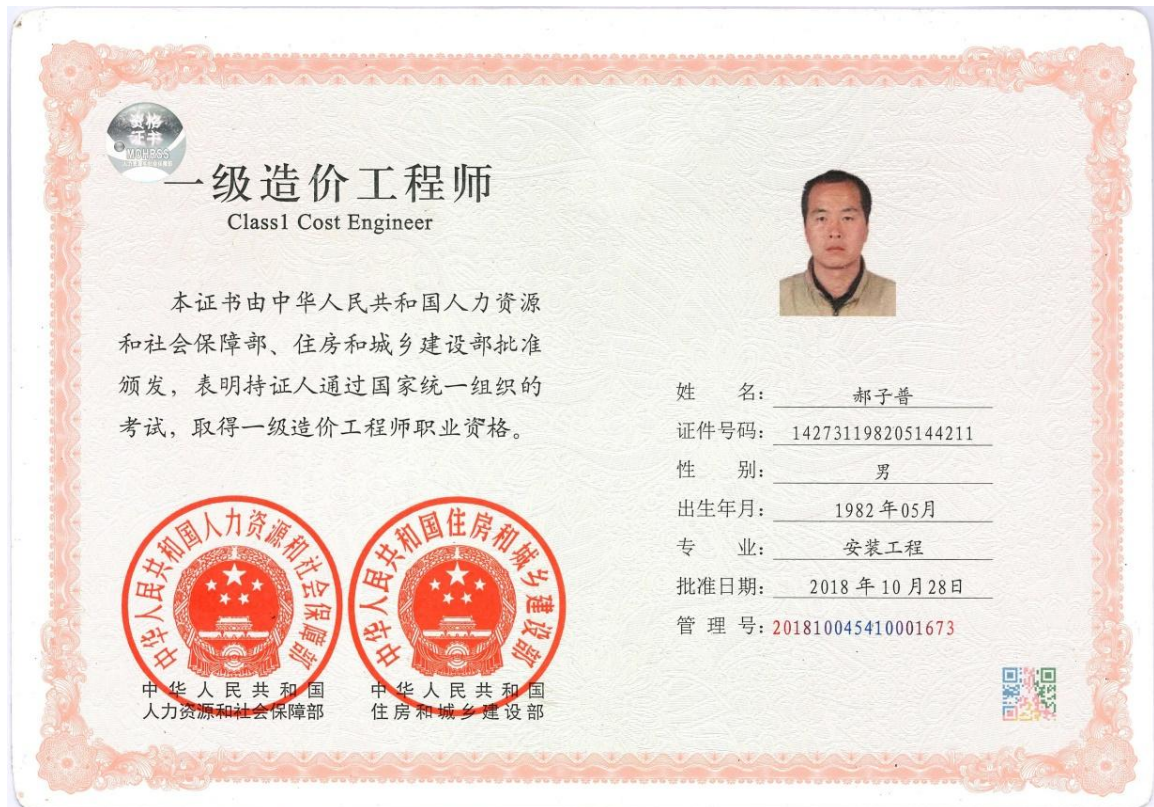 资格
证书
MOHRSS
一级造价工程师
Class1 Cost Engineer
本证书由中华人民共和国人力资源
和社会保障部、住房和城乡建设部批准
颁发，表明持证人通过国家统一组织的
考试，取得一级造价工程师职业资格。
中华人民共和国人力资源和社会保障部
中华人民共和国住房和城乡建设部
中华人民共和国
人力资源和社会保障部
中华人民共和国
住房和城乡建设部
姓 名： 郝子普
证件号码： 142731198205144211
性 别： 男
出生年月： 1982年05月
专 业： 安装工程
批准日期： 2018年10月28日
管 理 号：201810045410001673